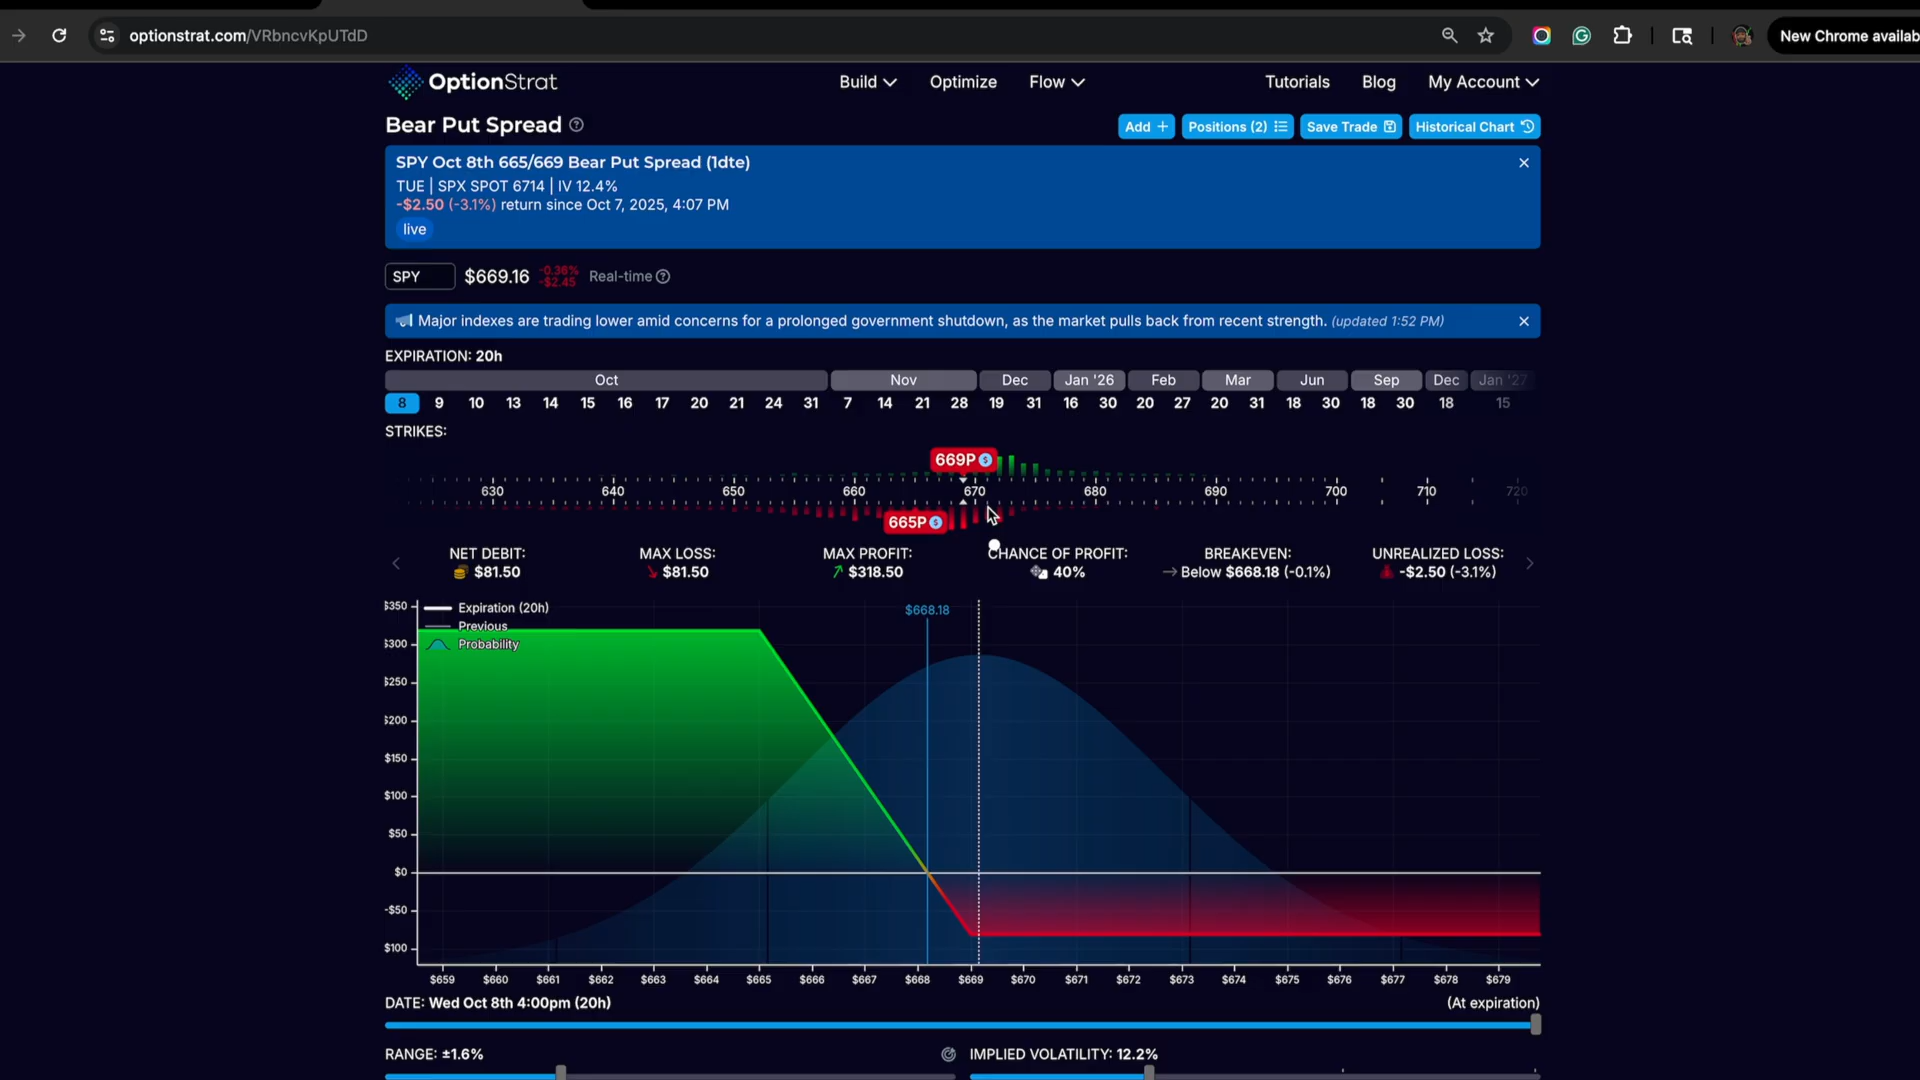 optionstrat.com/VRbncvKpUTdD
New Chrome availab
OptionStrat
Build
Optimize
Flow
Tutorials
Blog
My Account
Bear Put Spread
Add +
Positions (2)
Save Trade
Historical Chart
SPY Oct 8th 665/669 Bear Put Spread (1dte)
TUE | SPX SPOT 6714 | IV 12.4%
-$2.50 (-3.1%) return since Oct 7, 2025, 4:07 PM
live
SPY
$669.16
-0.36%
-$2.45
Real-time
Major indexes are trading lower amid concerns for a prolonged government shutdown, as the market pulls back from recent strength. (updated 1:52 PM)
EXPIRATION: 20h
Oct Nov Dec Jan '26 Feb Mar Jun Sep Dec Jan '27
8 9 10 13 14 15 16 17 20 21 24 31 7 14 21 28 19 31 16 30 20 27 20 31 18 30 18 30 18 15
STRIKES:
669P
630 640 650 660 670 680 690 700 710 720
665P
NET DEBIT: MAX LOSS: MAX PROFIT: CHANCE OF PROFIT: BREAKEVEN: UNREALIZED LOSS:
$81.50 $81.50 $318.50 40% Below $668.18 (-0.1%) -$2.50 (-3.1%)
$350
Expiration (20h)
$668.18
Previous
$300
Probability
$250
$200
$150
$100
$50
$0
-$50
$100
$659 $660 $661 $662 $663 $664 $665 $666 $667 $668 $669 $670 $671 $672 $673 $674 $675 $676 $677 $678 $679
DATE: Wed Oct 8th 4:00pm (20h)
(At expiration)
RANGE: ±1.6%
IMPLIED VOLATILITY: 12.2%